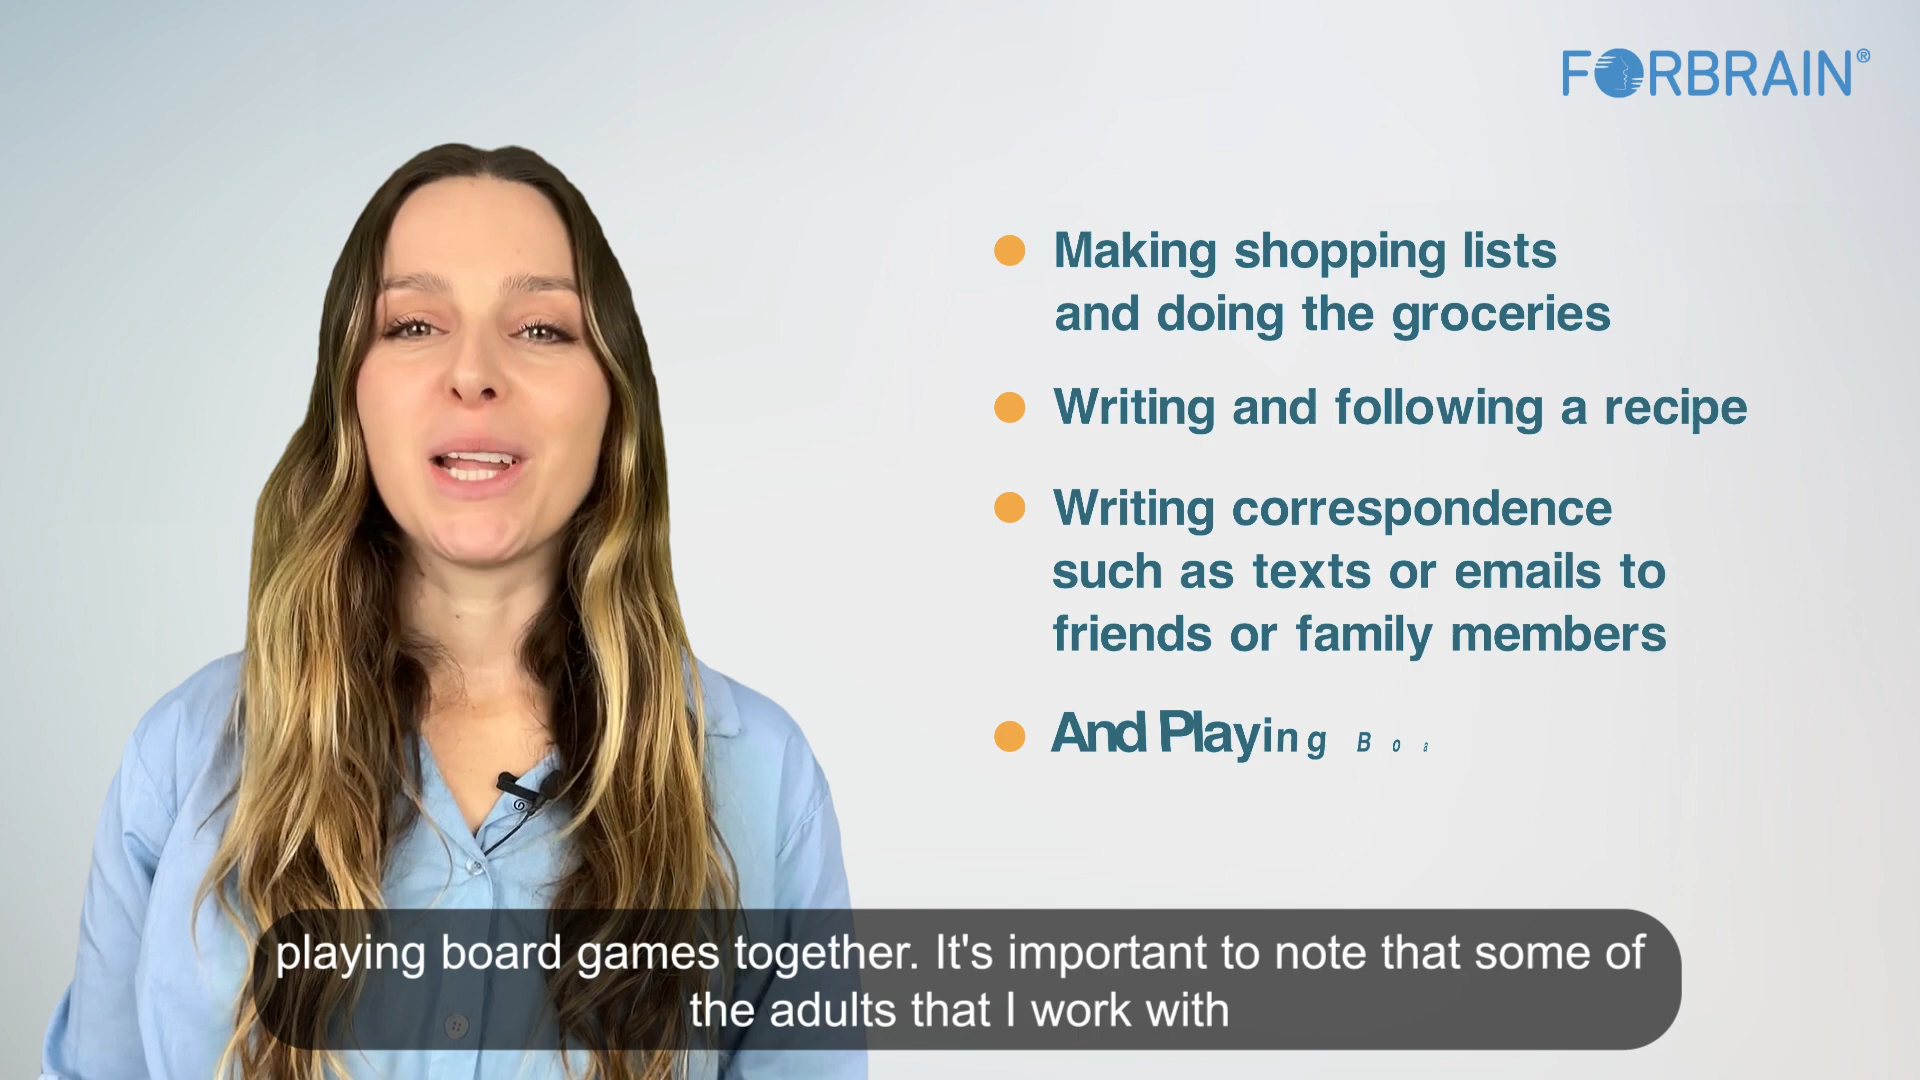 FORBRAIN®
Making shopping lists
and doing the groceries
Writing and following a recipe
Writing correspondence
such as texts or emails to
friends or family members
And Playing Boa
playing board games together. It's important to note that some of
the adults that I work with